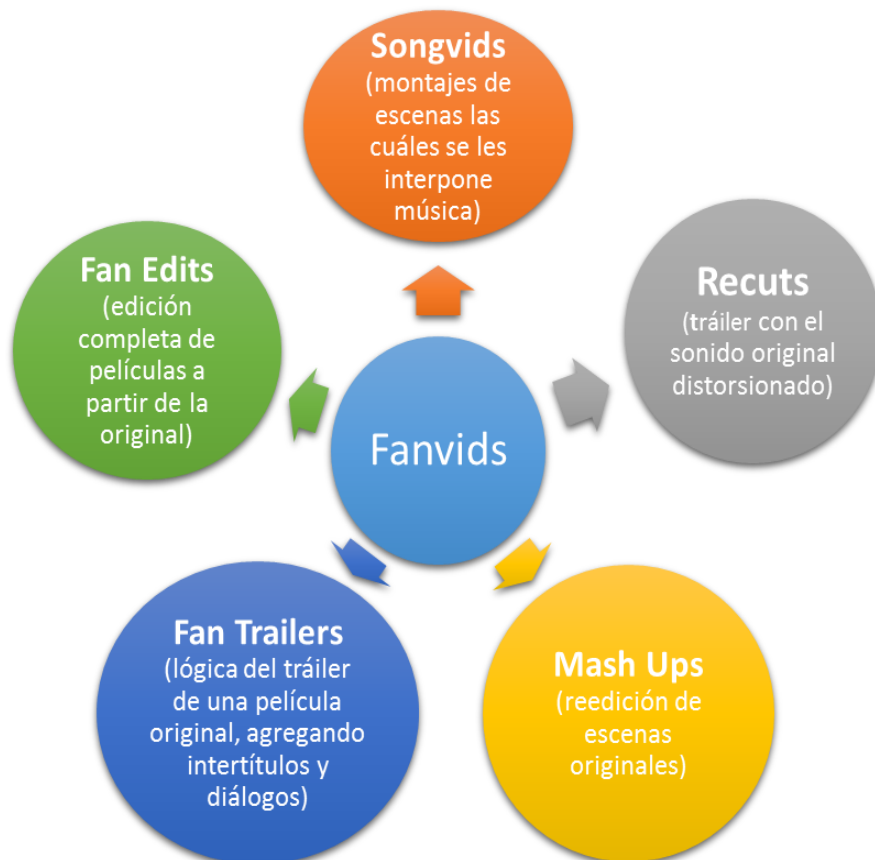 Songvids
(montajes de
escenas las
cuáles se les
interpone
música)
Fan Edits
(edición
completa de
películas a
partir de la
original)
Recuts
(tráiler con el
sonido original
distorsionado)
Fanvids
Fan Trailers
(lógica del tráiler
de una película
original, agregando
intertítulos y
diálogos)
Mash Ups
(reedición de
escenas
originales)